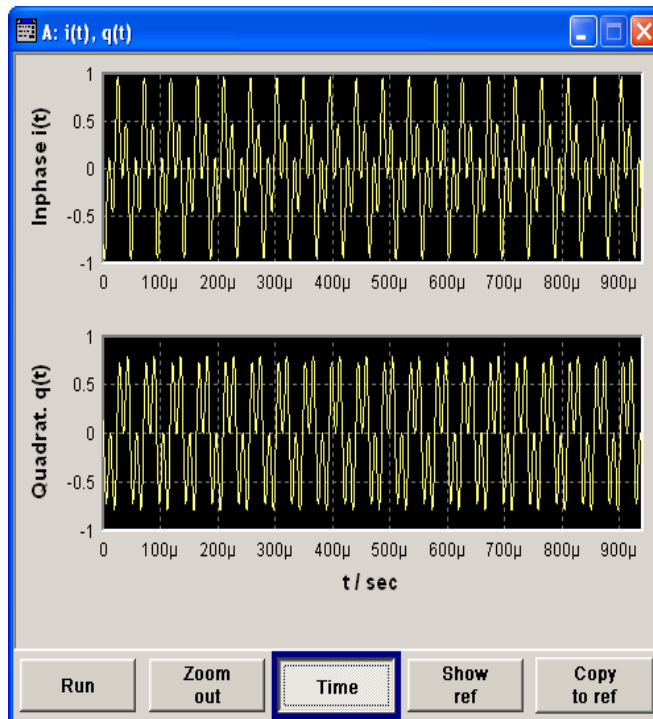 A: i(t), q(t)
Inphase i(t)
1
0.5
0
-0.5
-1
0 100µ 200µ 300µ 400µ 500µ 600µ 700µ 800µ 900µ
Quadrat. q(t)
1
0.5
0
-0.5
-1
0 100µ 200µ 300µ 400µ 500µ 600µ 700µ 800µ 900µ
t / sec
Run
Zoom
out
Time
Show
ref
Copy
to ref